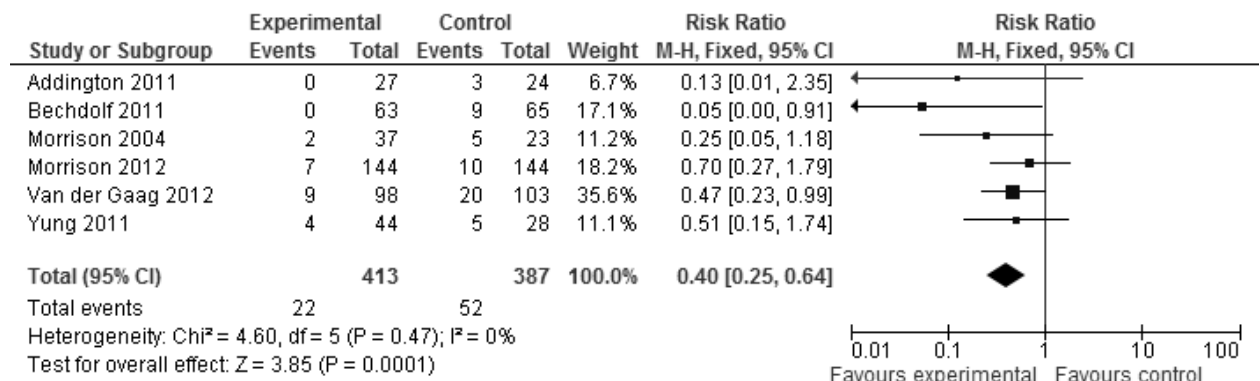 Experimental Control Risk Ratio Risk Ratio
Study or Subgroup Events Total Events Total Weight M-H, Fixed, 95% CI M-H, Fixed, 95% CI
Addington 2011 0 27 3 24 6.7% 0.13 [0.01, 2.35]
Bechdolf 2011 0 63 9 65 17.1% 0.05 [0.00, 0.91]
Morrison 2004 2 37 5 23 11.2% 0.25 [0.05, 1.18]
Morrison 2012 7 144 10 144 18.2% 0.70 [0.27, 1.79]
Van der Gaag 2012 9 98 20 103 35.6% 0.47 [0.23, 0.99]
Yung 2011 4 44 5 28 11.1% 0.51 [0.15, 1.74]
Total (95% CI) 413 387 100.0% 0.40 [0.25, 0.64]
Total events 22 52
Heterogeneity: Chi² = 4.60, df = 5 (P = 0.47); I² = 0%
Test for overall effect: Z = 3.85 (P = 0.0001)
0.01 0.1 1 10 100
Favours experimental Favours control